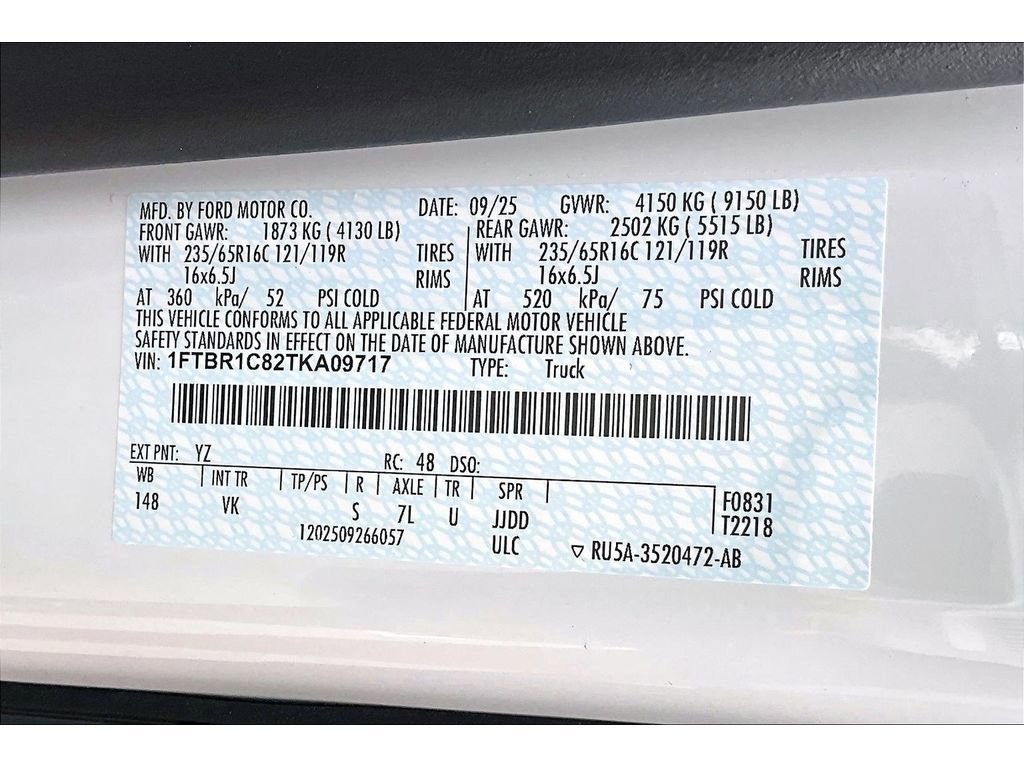 MFD. BY FORD MOTOR CO. DATE: 09/25 GVWR: 4150 KG ( 9150 LB)
FRONT GAWR: 1873 KG ( 4130 LB) REAR GAWR: 2502 KG ( 5515 LB)
WITH 235/65R16C 121/119R TIRES WITH 235/65R16C 121/119R TIRES
16x6.5J RIMS 16x6.5J RIMS
AT 360 kPa/ 52 PSI COLD AT 520 kPa/ 75 PSI COLD
THIS VEHICLE CONFORMS TO ALL APPLICABLE FEDERAL MOTOR VEHICLE
SAFETY STANDARDS IN EFFECT ON THE DATE OF MANUFACTURE SHOWN ABOVE.
VIN: 1FTBR1C82TKA09717 TYPE: Truck
EXT PNT: YZ RC: 48 DSO:
WB INT TR TP/PS R AXLE TR SPR F0831
148 VK S 7L U JJDD T2218
1202509266057 ULC ▽ RU5A-3520472-AB